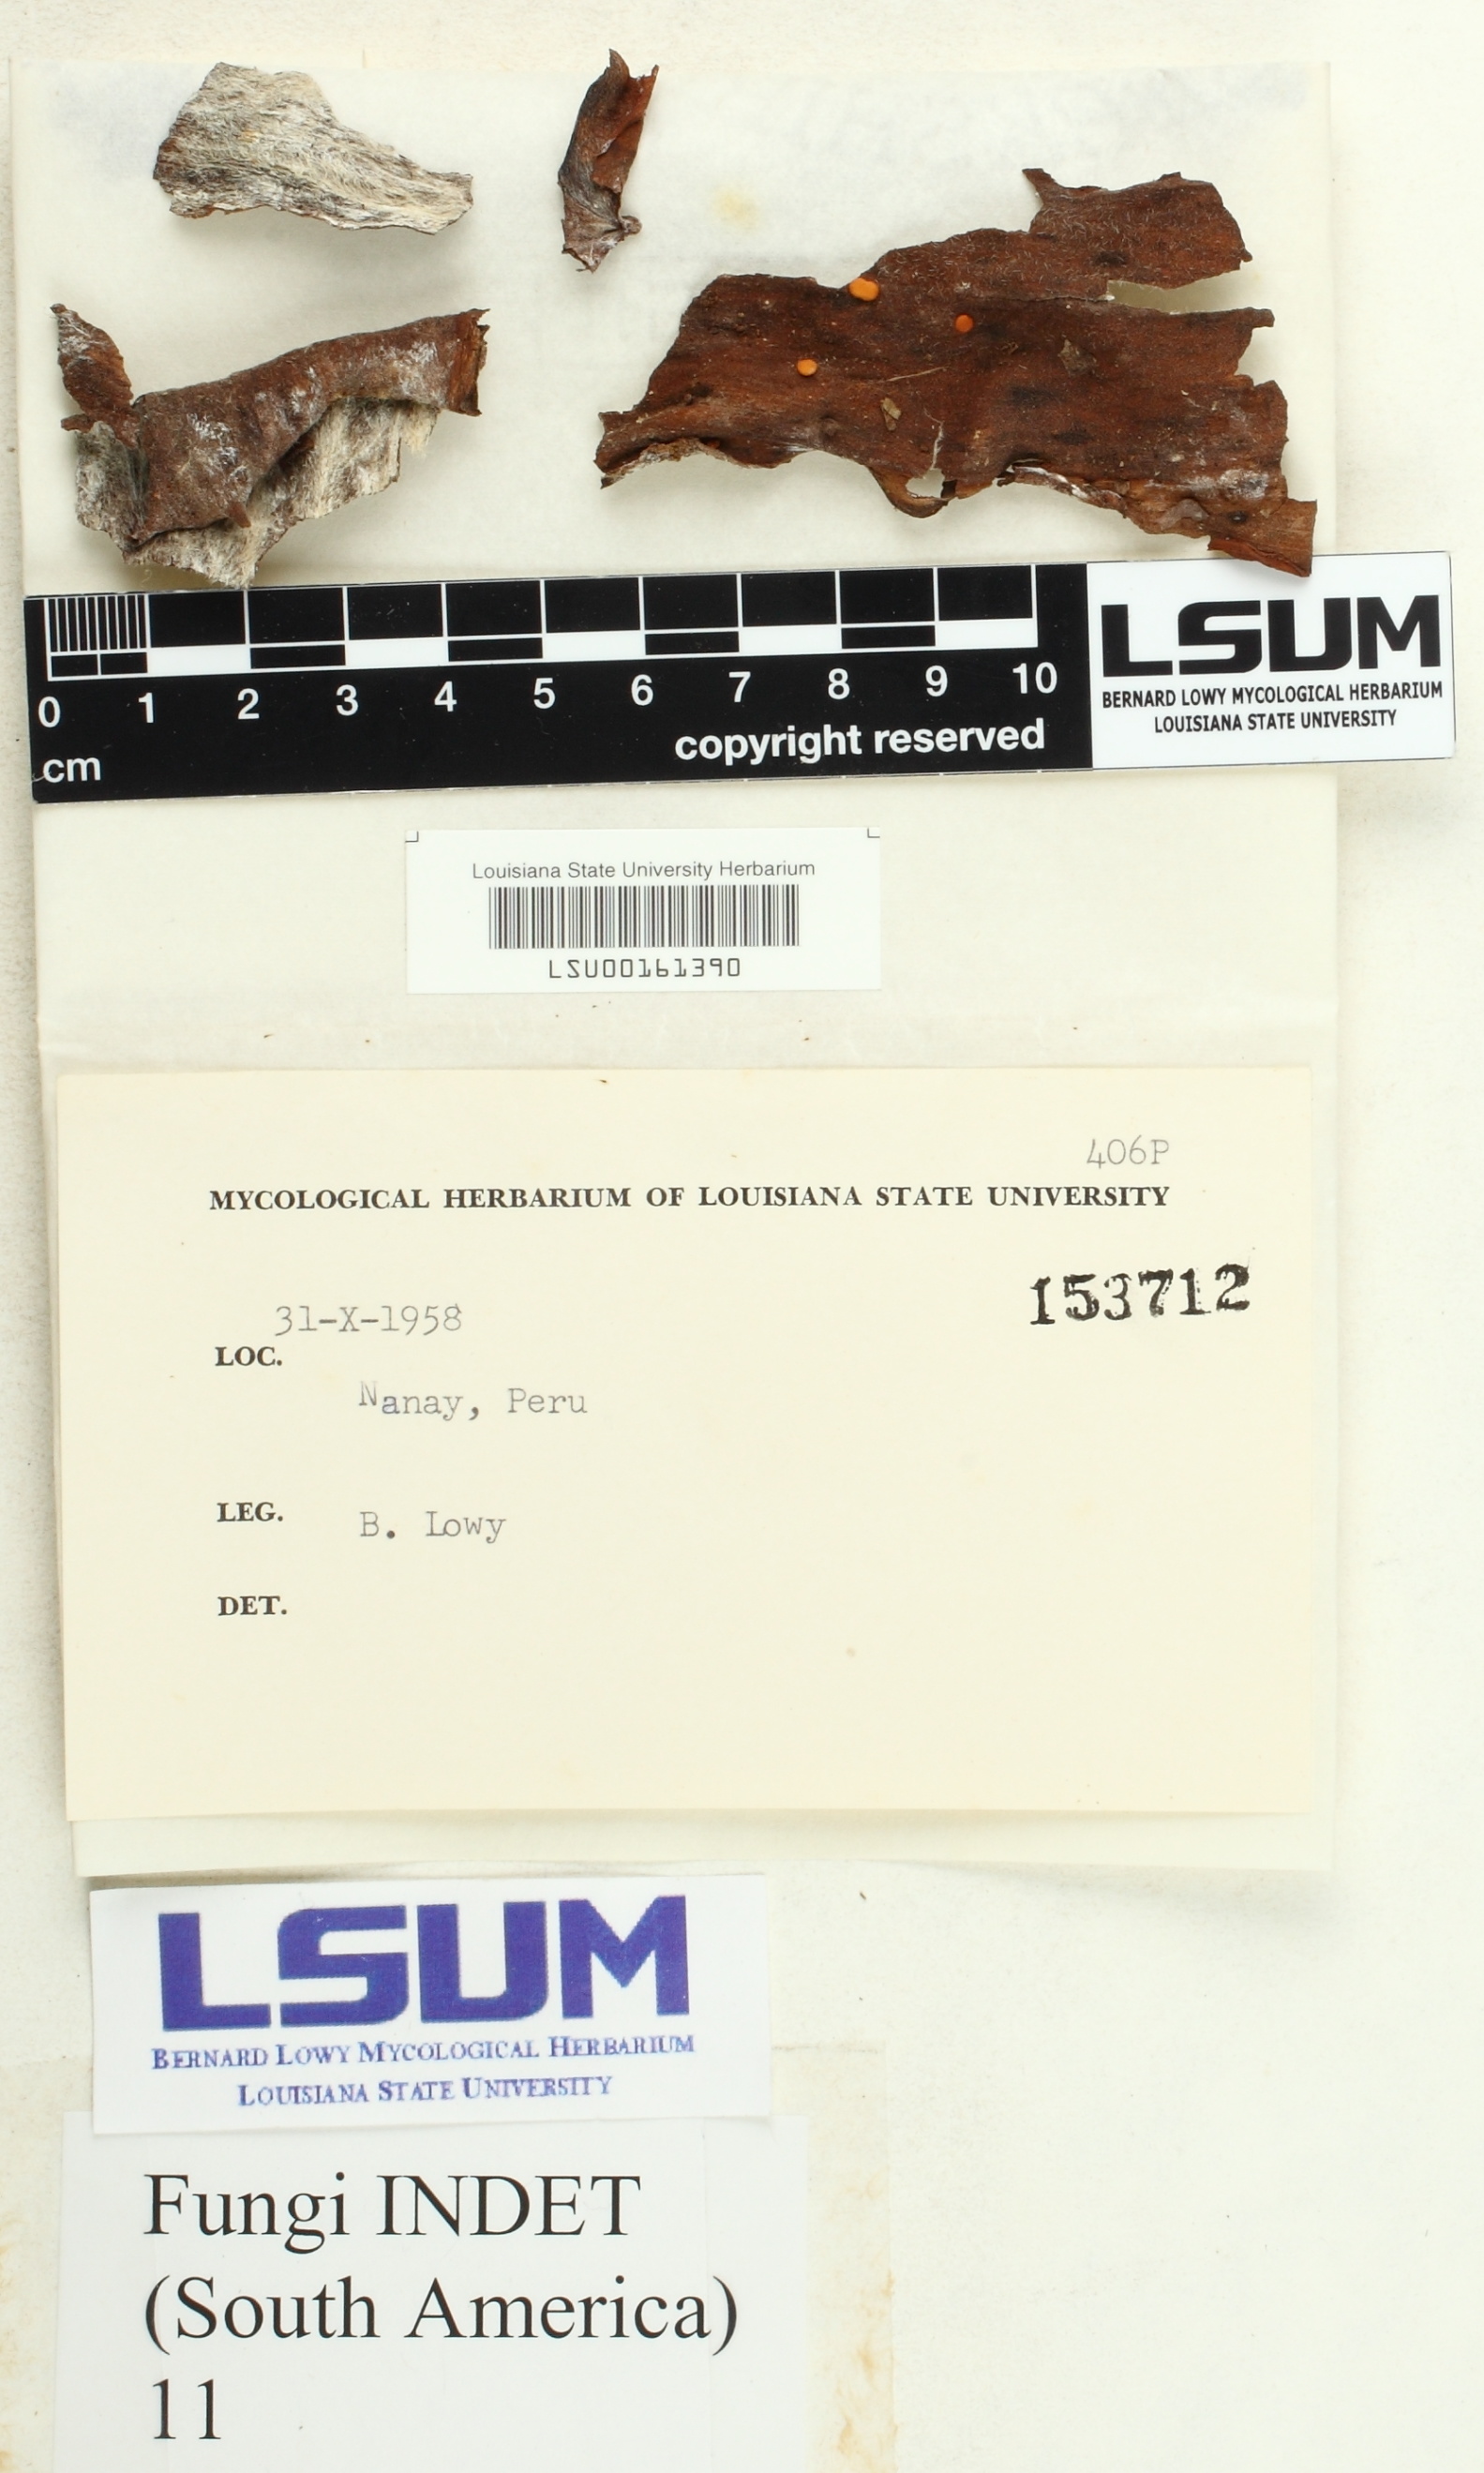 LSUM
BERNARD LOWY MYCOLOGICAL HERBARIUM
LOUISIANA STATE UNIVERSITY
0 1 2 3 4 5 6 7 8 9 10
cm
copyright reserved
Louisiana State University Herbarium
LSU00161390
406P
MYCOLOGICAL HERBARIUM OF LOUISIANA STATE UNIVERSITY
153712
31-X-1958
LOC.
Nanay, Peru
LEG. B. Lowy
DET.
LSUM
BERNARD LOWY MYCOLOGICAL HERBARIUM
LOUISIANA STATE UNIVERSITY
Fungi INDET
(South America)
11